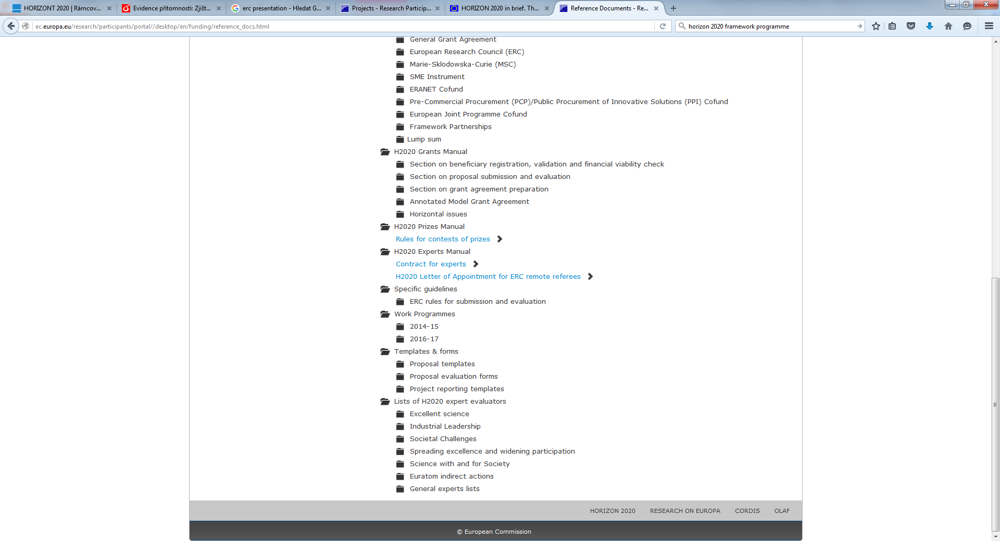 HORIZONT 2020 | Rámcov...
Evidence přítomnosti: Zjišt...
erc presentation - Hledat G...
Projects - Research Particip...
HORIZON 2020 in brief. Th...
Reference Documents - Re...
ec.europa.eu/research/participants/portal//desktop/en/funding/reference_docs.html
horizon 2020 framework programme
General Grant Agreement
European Research Council (ERC)
Marie-Sklodowska-Curie (MSC)
SME Instrument
ERANET Cofund
Pre-Commercial Procurement (PCP)/Public Procurement of Innovative Solutions (PPI) Cofund
European Joint Programme Cofund
Framework Partnerships
Lump sum
H2020 Grants Manual
Section on beneficiary registration, validation and financial viability check
Section on proposal submission and evaluation
Section on grant agreement preparation
Annotated Model Grant Agreement
Horizontal issues
H2020 Prizes Manual
Rules for contests of prizes
H2020 Experts Manual
Contract for experts
H2020 Letter of Appointment for ERC remote referees
Specific guidelines
ERC rules for submission and evaluation
Work Programmes
2014-15
2016-17
Templates & forms
Proposal templates
Proposal evaluation forms
Project reporting templates
Lists of H2020 expert evaluators
Excellent science
Industrial Leadership
Societal Challenges
Spreading excellence and widening participation
Science with and for Society
Euratom indirect actions
General experts lists
HORIZON 2020 RESEARCH ON EUROPA CORDIS OLAF
© European Commission